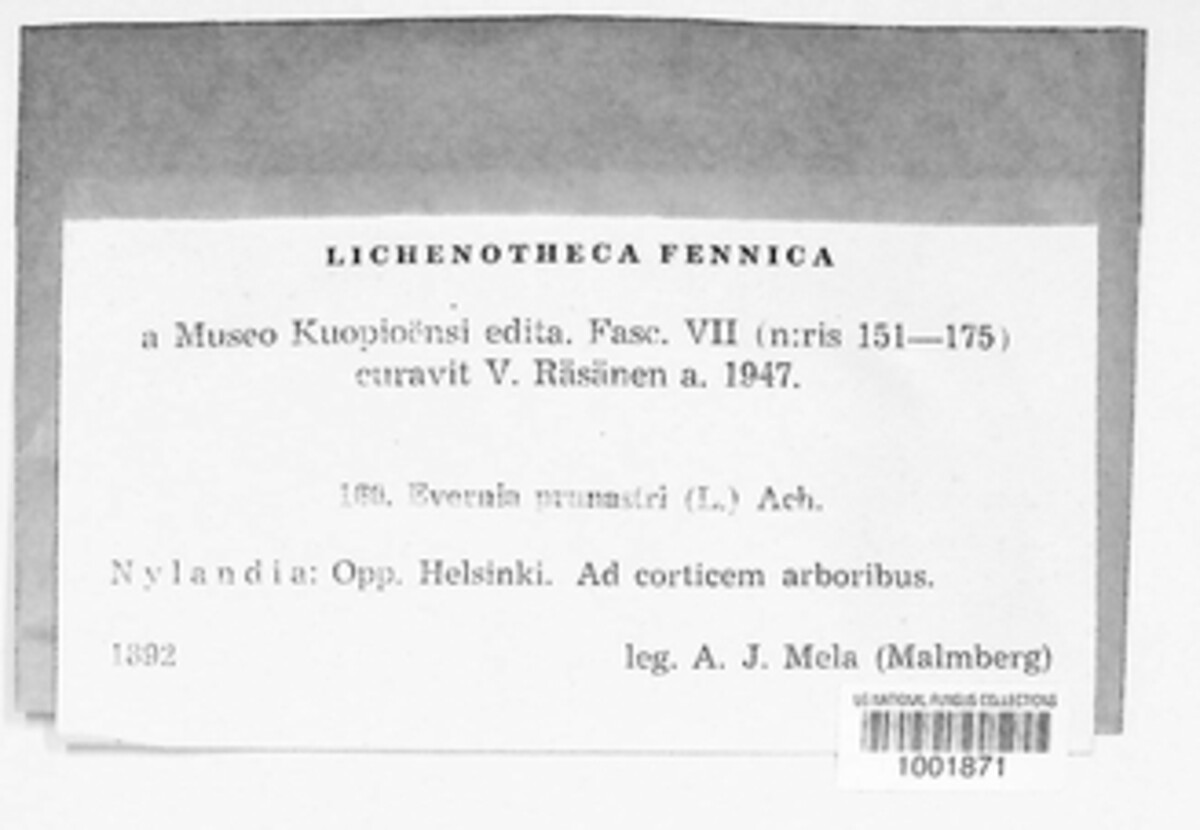 LICHENOTHECA FENNICA
a Museo Kuopioënsi edita. Fasc. VII (n:ris 151—175)
curavit V. Räsänen a. 1947.
Evernia prunastri (L.) Ach.
Nylandia: Opp. Helsinki. Ad corticem arboribus.
1892
leg. A. J. Mela (Malmberg)
US NATIONAL FUNGUS COLLECTIONS
1001871